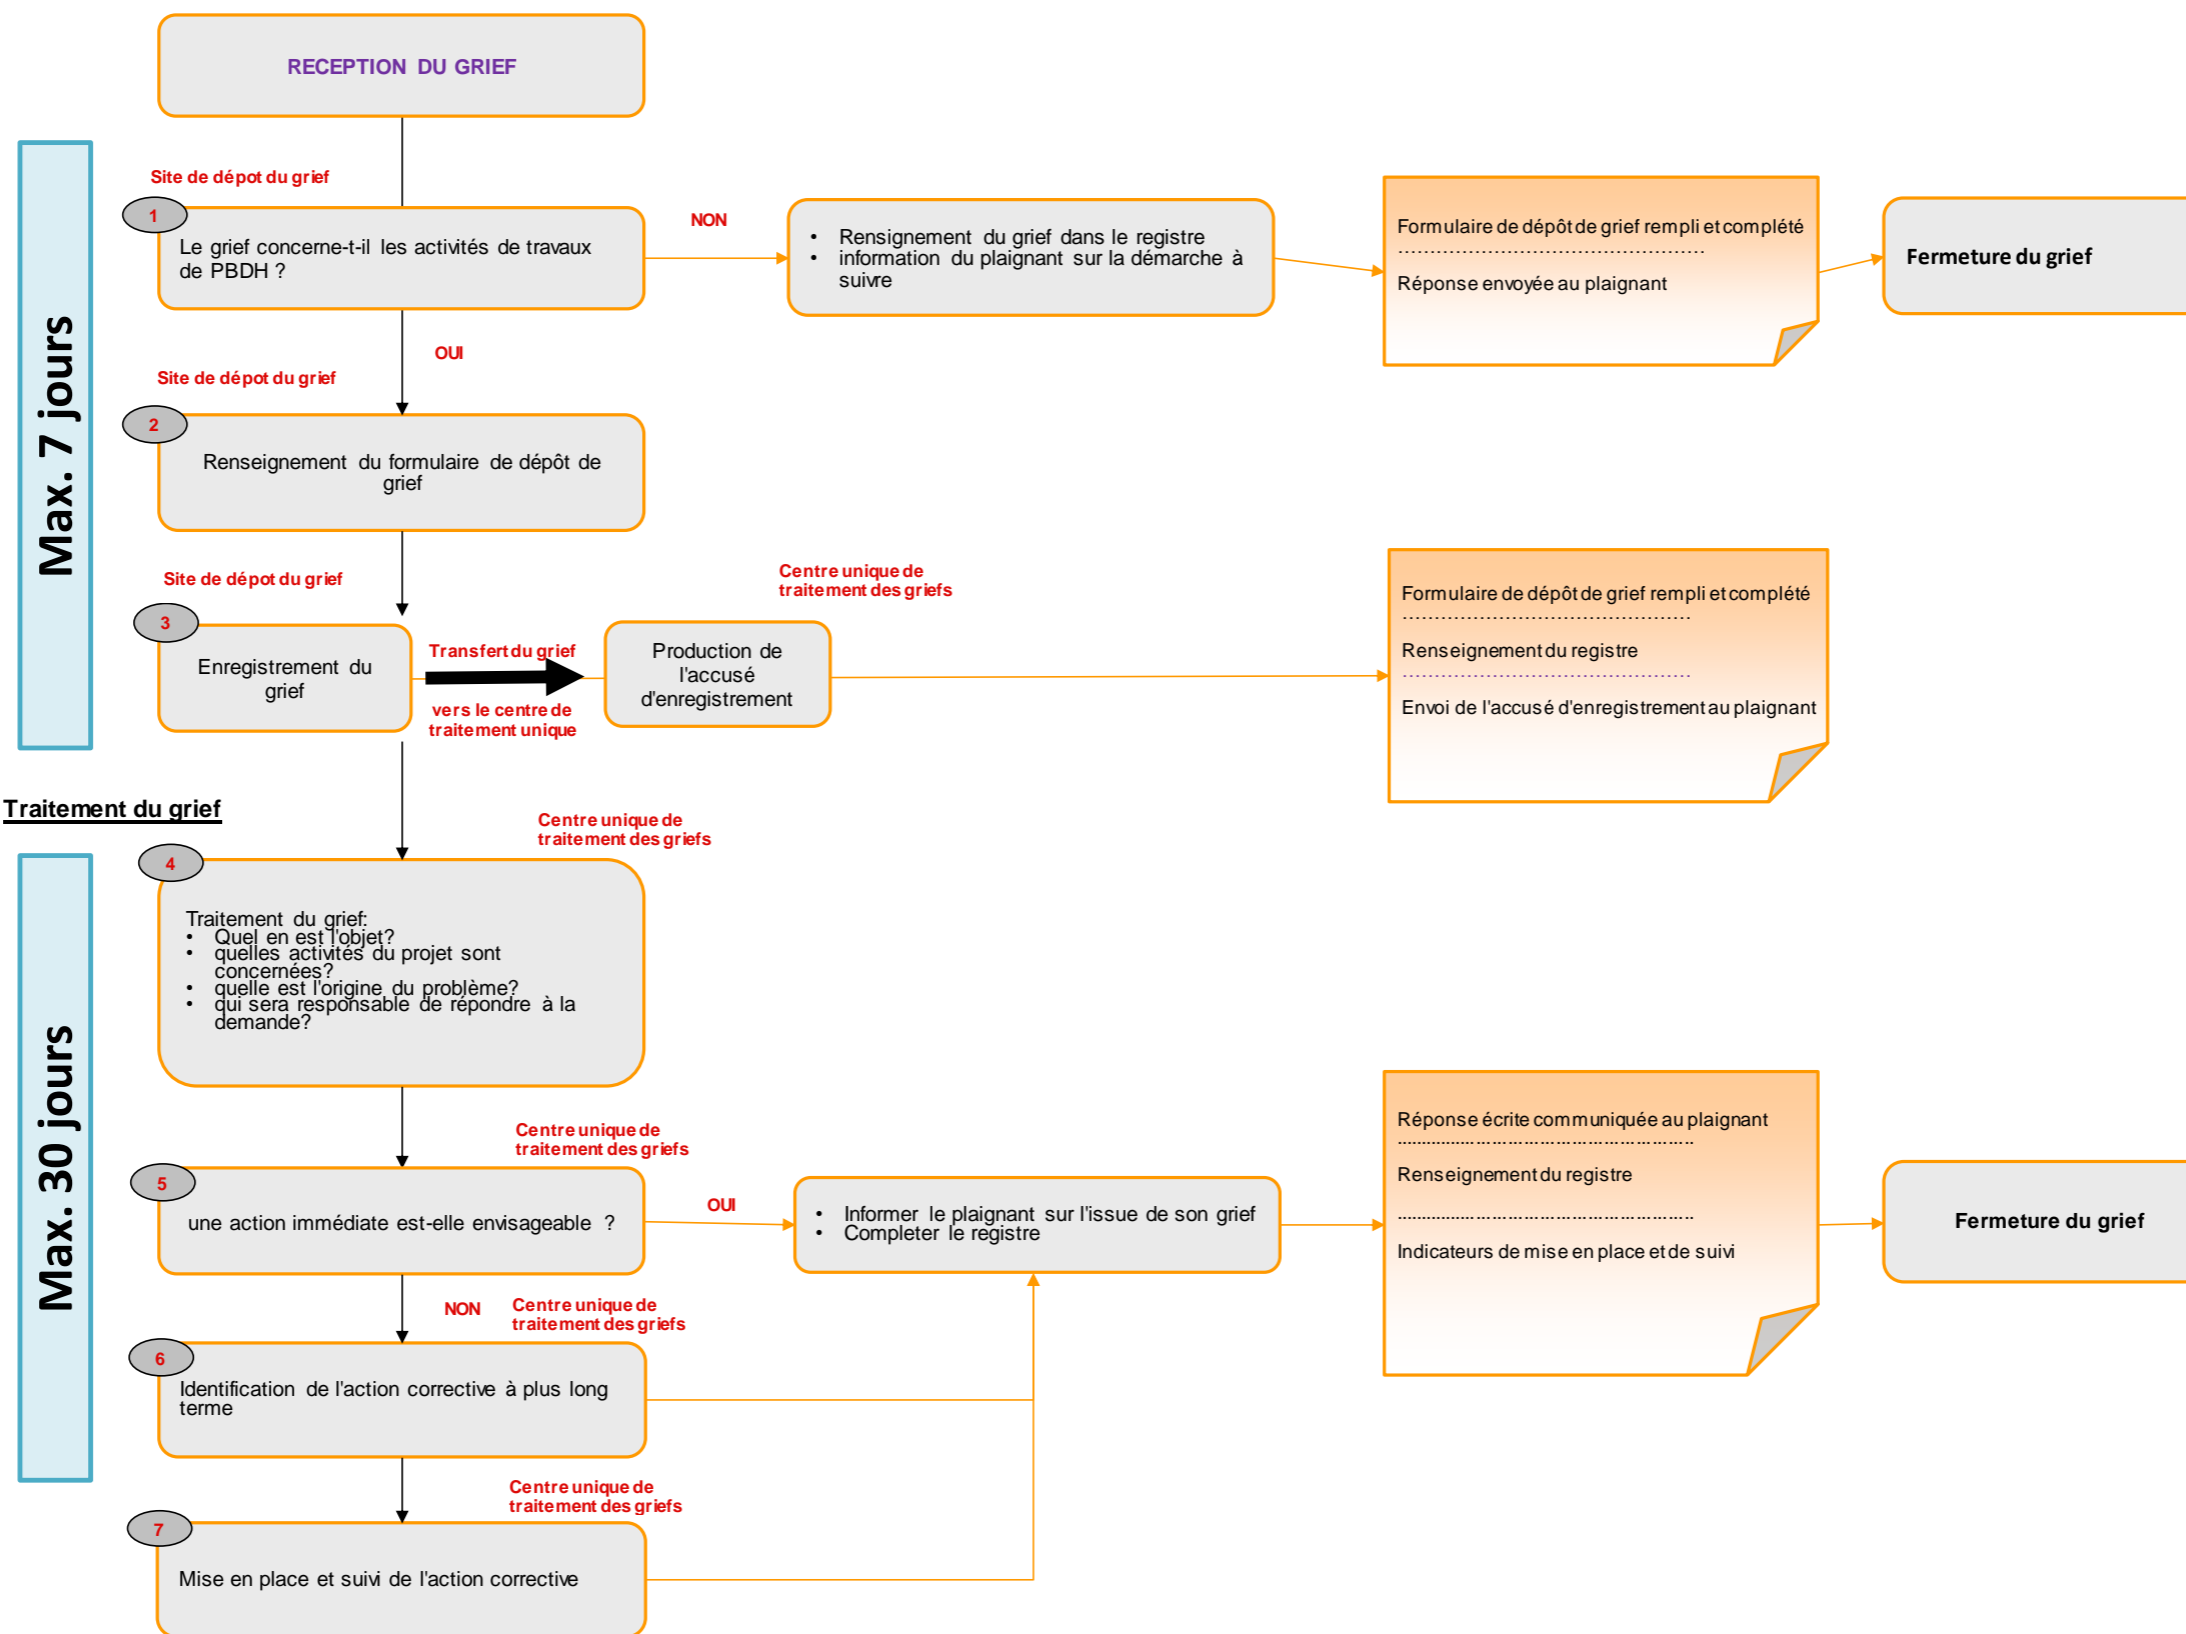 RECEPTION DU GRIEF
Max. 7 jours
Site de dépot du grief
1
Le grief concerne-t-il les activités de travaux
de PBDH ?
NON
• Rensignement du grief dans le registre
• information du plaignant sur la démarche à
suivre
Formulaire de dépôt de grief rempli et complété
Réponse envoyée au plaignant
Fermeture du grief
OUI
Site de dépot du grief
2
Renseignement du formulaire de dépôt de
grief
Site de dépot du grief
3
Enregistrement du
grief
Transfert du grief
vers le centre de
traitement unique
Centre unique de
traitement des griefs
Production de
l'accusé
d'enregistrement
Formulaire de dépôt de grief rempli et complété
Renseignement du registre
Envoi de l'accusé d'enregistrement au plaignant
Traitement du grief
Max. 30 jours
Centre unique de
traitement des griefs
4
Traitement du grief:
• Quel en est l'objet?
• quelles activités du projet sont
concernées?
• quelle est l'origine du problème?
• qui sera responsable de répondre à la
demande?
Centre unique de
traitement des griefs
5
une action immédiate est-elle envisageable ?
OUI
• Informer le plaignant sur l'issue de son grief
• Completer le registre
Réponse écrite communiquée au plaignant
Renseignement du registre
Indicateurs de mise en place et de suivi
Fermeture du grief
NON
Centre unique de
traitement des griefs
6
Identification de l'action corrective à plus long
terme
Centre unique de
traitement des griefs
7
Mise en place et suivi de l'action corrective